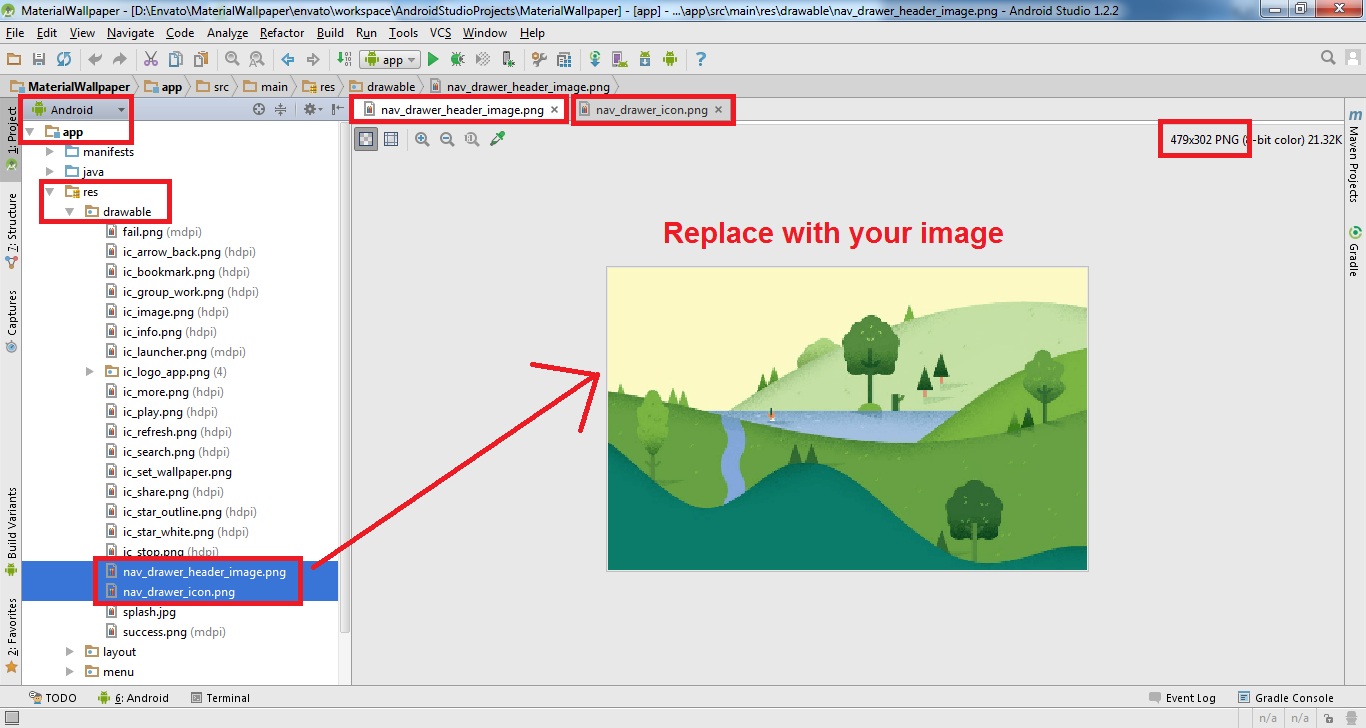 MaterialWallpaper - [D:\Envato\MaterialWallpaper\envato\workspace\AndroidStudioProjects\MaterialWallpaper] - [app] - ...\app\src\main\res\drawable\nav_drawer_header_image.png - Android Studio 1.2.2
File Edit View Navigate Code Analyze Refactor Build Run Tools VCS Window Help
app
MaterialWallpaper app src main res drawable nav_drawer_header_image.png
Android
nav_drawer_header_image.png nav_drawer_icon.png
479x302 PNG (-bit color) 21.32K
1: Project
7: Structure
Captures
Build Variants
2: Favorites
app
manifests
java
res
drawable
fail.png (mdpi)
ic_arrow_back.png (hdpi)
ic_bookmark.png (hdpi)
ic_group_work.png (hdpi)
ic_image.png (hdpi)
ic_info.png (hdpi)
ic_launcher.png (mdpi)
ic_logo_app.png (4)
ic_more.png (hdpi)
ic_play.png (hdpi)
ic_refresh.png (hdpi)
ic_search.png (hdpi)
ic_set_wallpaper.png
ic_share.png (hdpi)
ic_star_outline.png (hdpi)
ic_star_white.png (hdpi)
ic_stop.png (hdpi)
nav_drawer_header_image.png
nav_drawer_icon.png
splash.jpg
success.png (mdpi)
layout
menu
Replace with your image
Maven Projects
Gradle
TODO 6: Android Terminal Event Log Gradle Console
n/a n/a